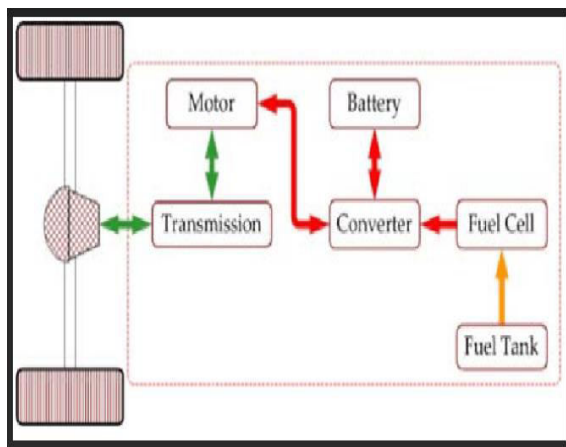 Motor
Battery
Transmission
Converter
Fuel Cell
Fuel Tank